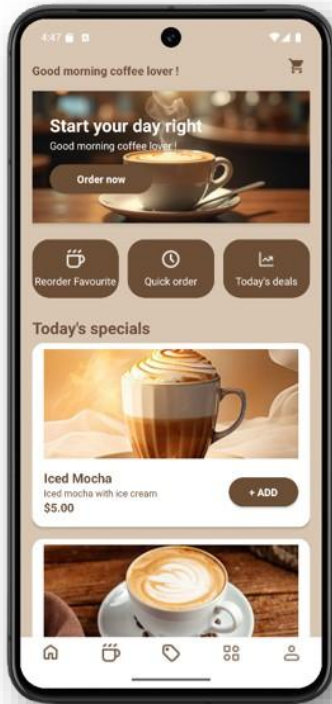 4:47
Good morning coffee lover !
Start your day right
Good morning coffee lover !
Order now
Reorder Favourite
Quick order
Today's deals
Today's specials
Iced Mocha
Iced mocha with ice cream
$5.00
+ ADD